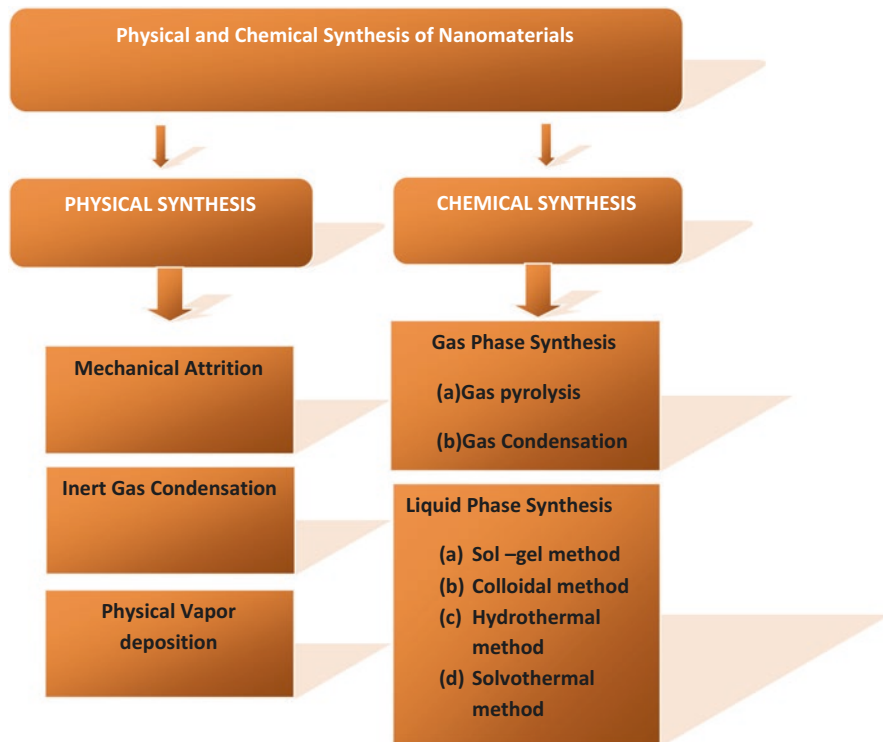 Physical and Chemical Synthesis of Nanomaterials
PHYSICAL SYNTHESIS
CHEMICAL SYNTHESIS
Mechanical Attrition
Inert Gas Condensation
Physical Vapor
deposition
Gas Phase Synthesis
(a)Gas pyrolysis
(b)Gas Condensation
Liquid Phase Synthesis
(a) Sol –gel method
(b) Colloidal method
(c) Hydrothermal
method
(d) Solvothermal
method